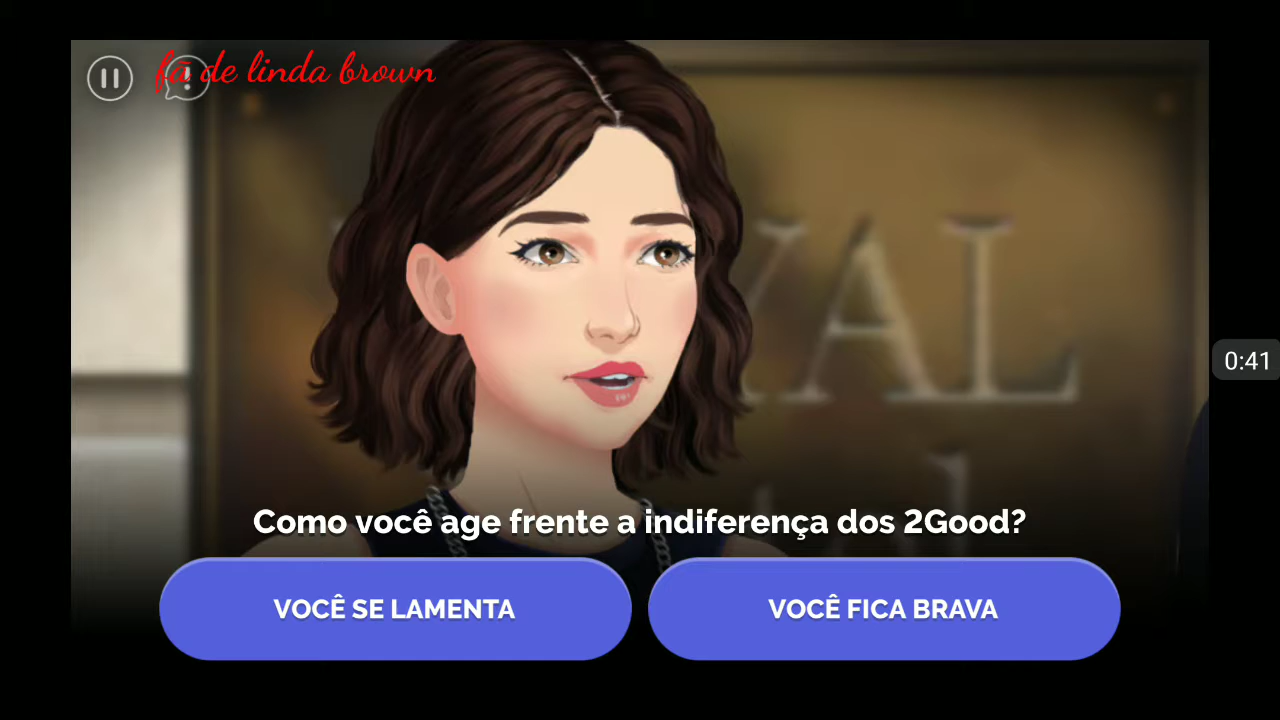 fã de linda brown
YAL
0:41
Como você age frente a indiferença dos 2Good?
VOCÊ SE LAMENTA
VOCÊ FICA BRAVA